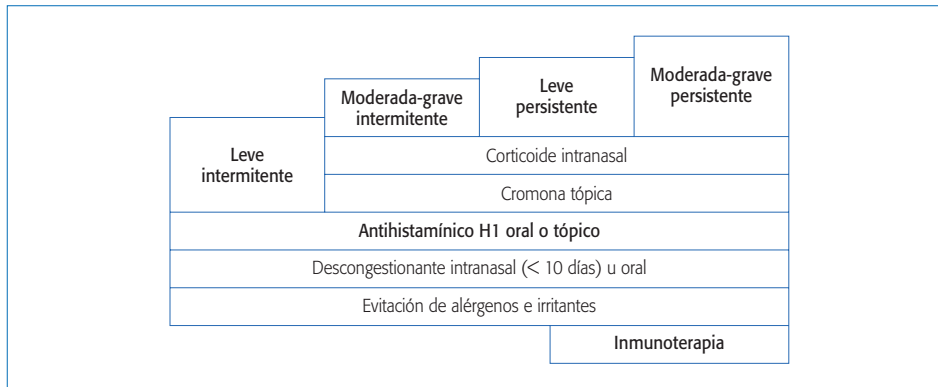 Leve
intermitente
Moderada-grave
intermitente
Leve
persistente
Moderada-grave
persistente
Corticoide intranasal
Cromona tópica
Antihistamínico H1 oral o tópico
Descongestionante intranasal (< 10 días) u oral
Evitación de alérgenos e irritantes
Inmunoterapia